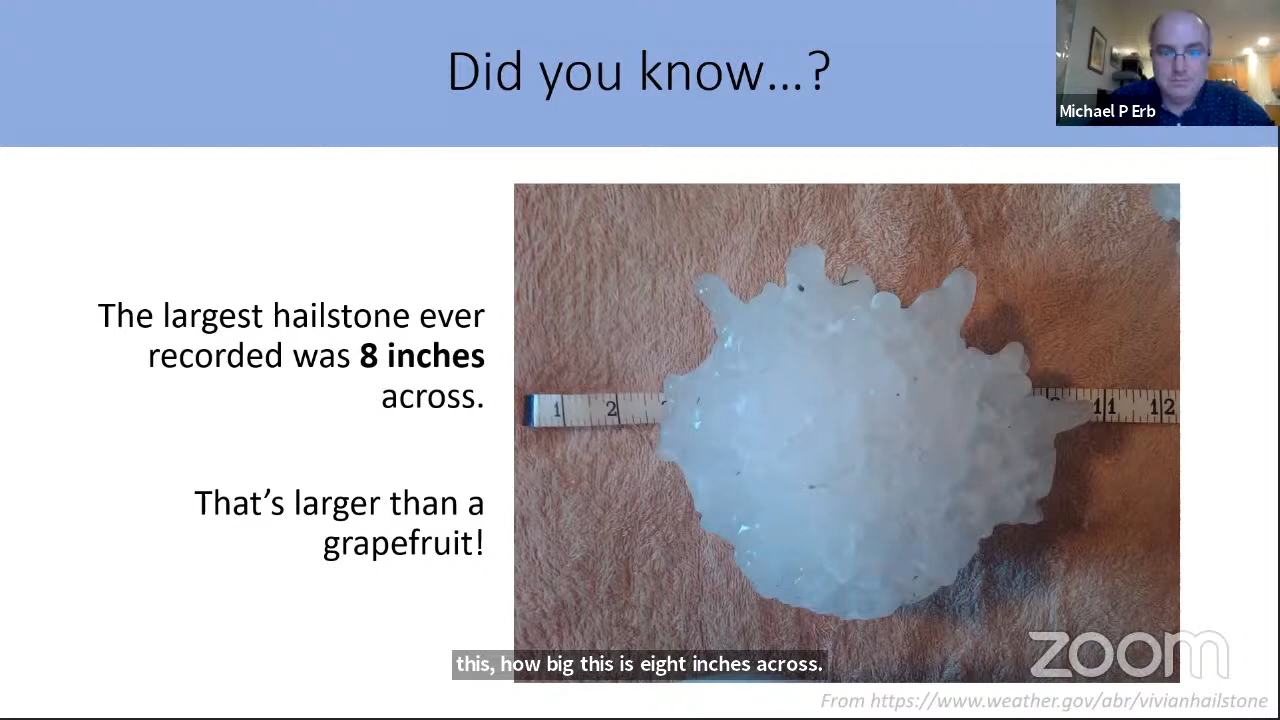 Did you know...?
Michael P Erb
The largest hailstone ever
recorded was 8 inches
across.
That’s larger than a
grapefruit!
1 2 11 12
this, how big this is eight inches across.
zoom
From https://www.weather.gov/abr/vivianhailstone